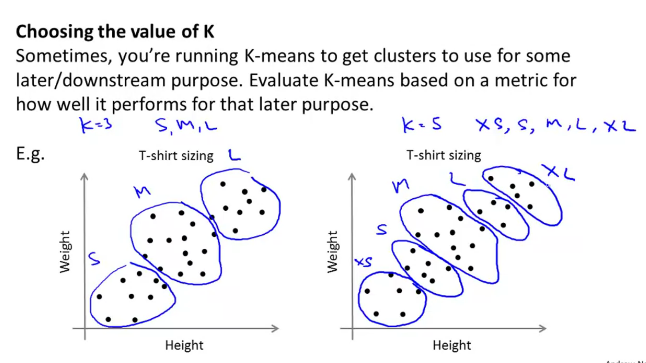 Choosing the value of K
Sometimes, you're running K-means to get clusters to use for some
later/downstream purpose. Evaluate K-means based on a metric for
how well it performs for that later purpose.
K=3 S,M,L
K=5 XS, S, M, L, XL
E.g.
T-shirt sizing
L
M
S
Weight
Height
T-shirt sizing
XL
L
M
S
XS
Weight
Height